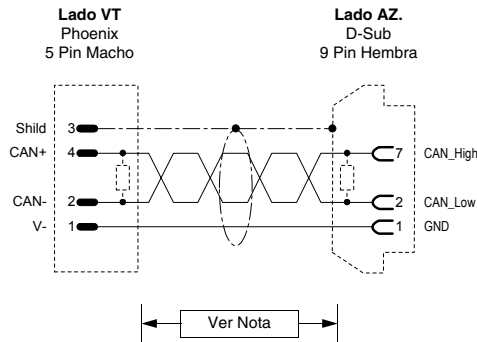 Lado VT
Phoenix
5 Pin Macho
Lado AZ.
D-Sub
9 Pin Hembra
Shild 3
CAN+ 4 7 CAN_High
CAN- 2 2 CAN_Low
V- 1 1 GND
Ver Nota